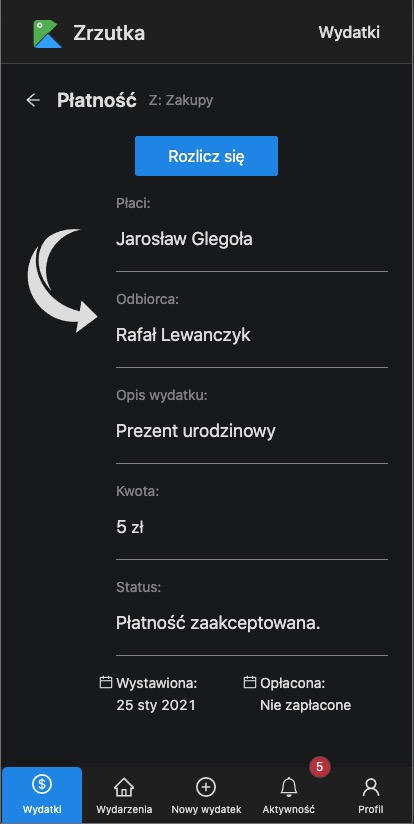 Zrzutka
Wydatki
Płatność Z: Zakupy
Rozlicz się
Płaci:
Jarosław Glegoła
Odbiorca:
Rafał Lewanczyk
Opis wydatku:
Prezent urodzinowy
Kwota:
5 zł
Status:
Płatność zaakceptowana.
Wystawiona:
25 sty 2021
Opłacona:
Nie zapłacone
$
Wydatki
Wydarzenia
Nowy wydatek
5
Aktywność
Profil